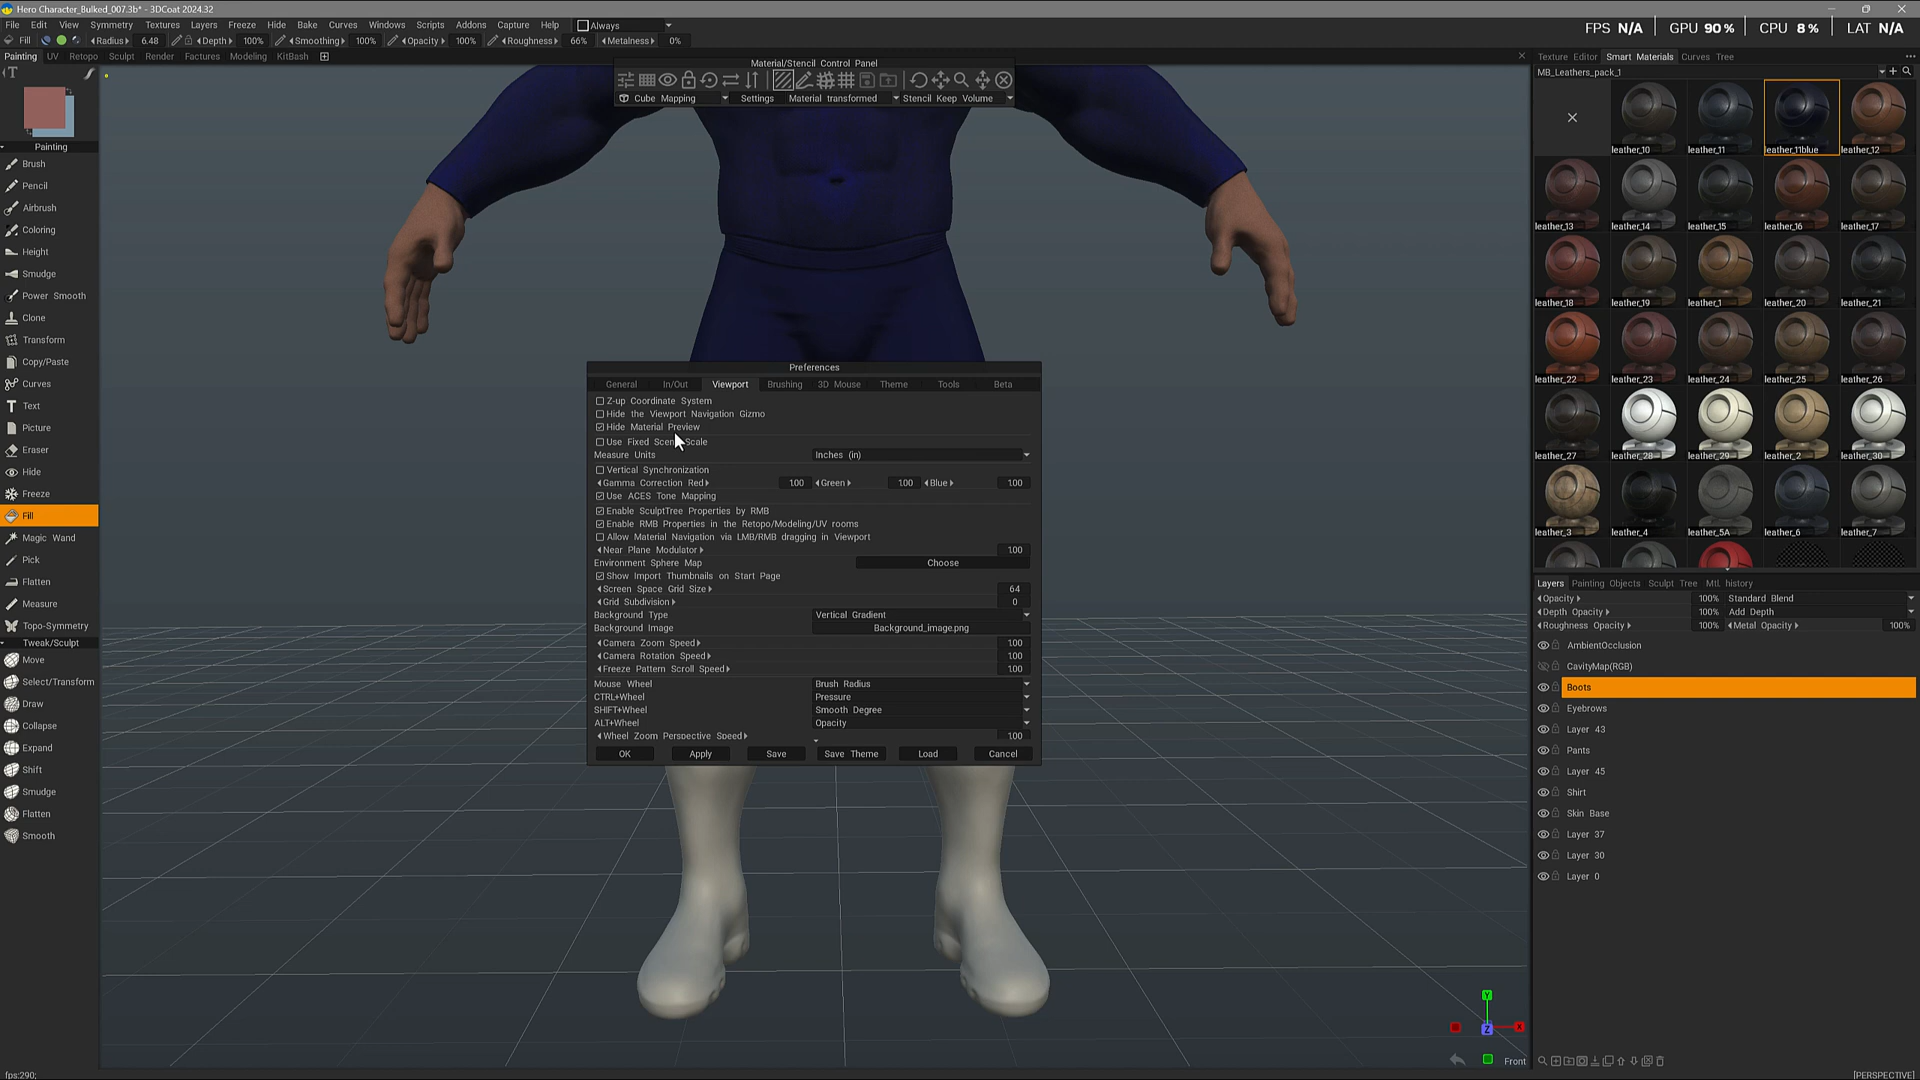 Hero Character_Bulked_007.3b* - 3DCoat 2024.32
File Edit View Symmetry Textures Layers Freeze Hide Bake Curves Windows Scripts Addons Capture Help Always
FPS N/A GPU 90% CPU 8% LAT N/A
Fill Radius 6.48 Depth 100% Smoothing 100% Opacity 100% Roughness 66% Metalness 0%
Painting UV Retopo Sculpt Render Factures Modeling KitBash
Material/Stencil Control Panel
Cube Mapping Settings Material transformed Stencil Keep Volume
Painting
Brush
Pencil
Airbrush
Coloring
Height
Smudge
Power Smooth
Clone
Transform
Copy/Paste
Curves
Text
Picture
Eraser
Hide
Freeze
Fill
Magic Wand
Pick
Flatten
Measure
Topo-Symmetry
Tweak/Sculpt
Move
Select/Transform
Draw
Collapse
Expand
Shift
Smudge
Flatten
Smooth
fps:290;
Preferences
General In/Out Viewport Brushing 3D Mouse Theme Tools Beta
Z-up Coordinate System
Hide the Viewport Navigation Gizmo
Hide Material Preview
Use Fixed Scene Scale
Measure Units Inches (in)
Vertical Synchronization
Gamma Correction Red 1.00 Green 1.00 Blue 1.00
Use ACES Tone Mapping
Enable SculptTree Properties by RMB
Enable RMB Properties in the Retopo/Modeling/UV rooms
Allow Material Navigation via LMB/RMB dragging in Viewport
Near Plane Modulator 1.00
Environment Sphere Map Choose
Show Import Thumbnails on Start Page
Screen Space Grid Size 64
Grid Subdivision 0
Background Type Vertical Gradient
Background Image Background_image.png
Camera Zoom Speed 1.00
Camera Rotation Speed 1.00
Freeze Pattern Scroll Speed 1.00
Mouse Wheel Brush Radius
CTRL+Wheel Pressure
SHIFT+Wheel Smooth Degree
ALT+Wheel Opacity
Wheel Zoom Perspective Speed 1.00
OK Apply Save Save Theme Load Cancel
Y
Z X
Front
Texture Editor Smart Materials Curves Tree
MB_Leathers_pack_1
leather_10 leather_11 leather_11blue leather_12
leather_13 leather_14 leather_15 leather_16 leather_17
leather_18 leather_19 leather_1 leather_20 leather_21
leather_22 leather_23 leather_24 leather_25 leather_26
leather_27 leather_28 leather_29 leather_2 leather_30
leather_3 leather_4 leather_5A leather_6 leather_7
Layers Painting Objects Sculpt Tree Mtl. history
Opacity 100% Standard Blend
Depth Opacity 100% Add Depth
Roughness Opacity 100% Metal Opacity 100%
AmbientOcclusion
CavityMap(RGB)
Boots
Eyebrows
Layer 43
Pants
Layer 45
Shirt
Skin Base
Layer 37
Layer 30
Layer 0
[PERSPECTIVE]